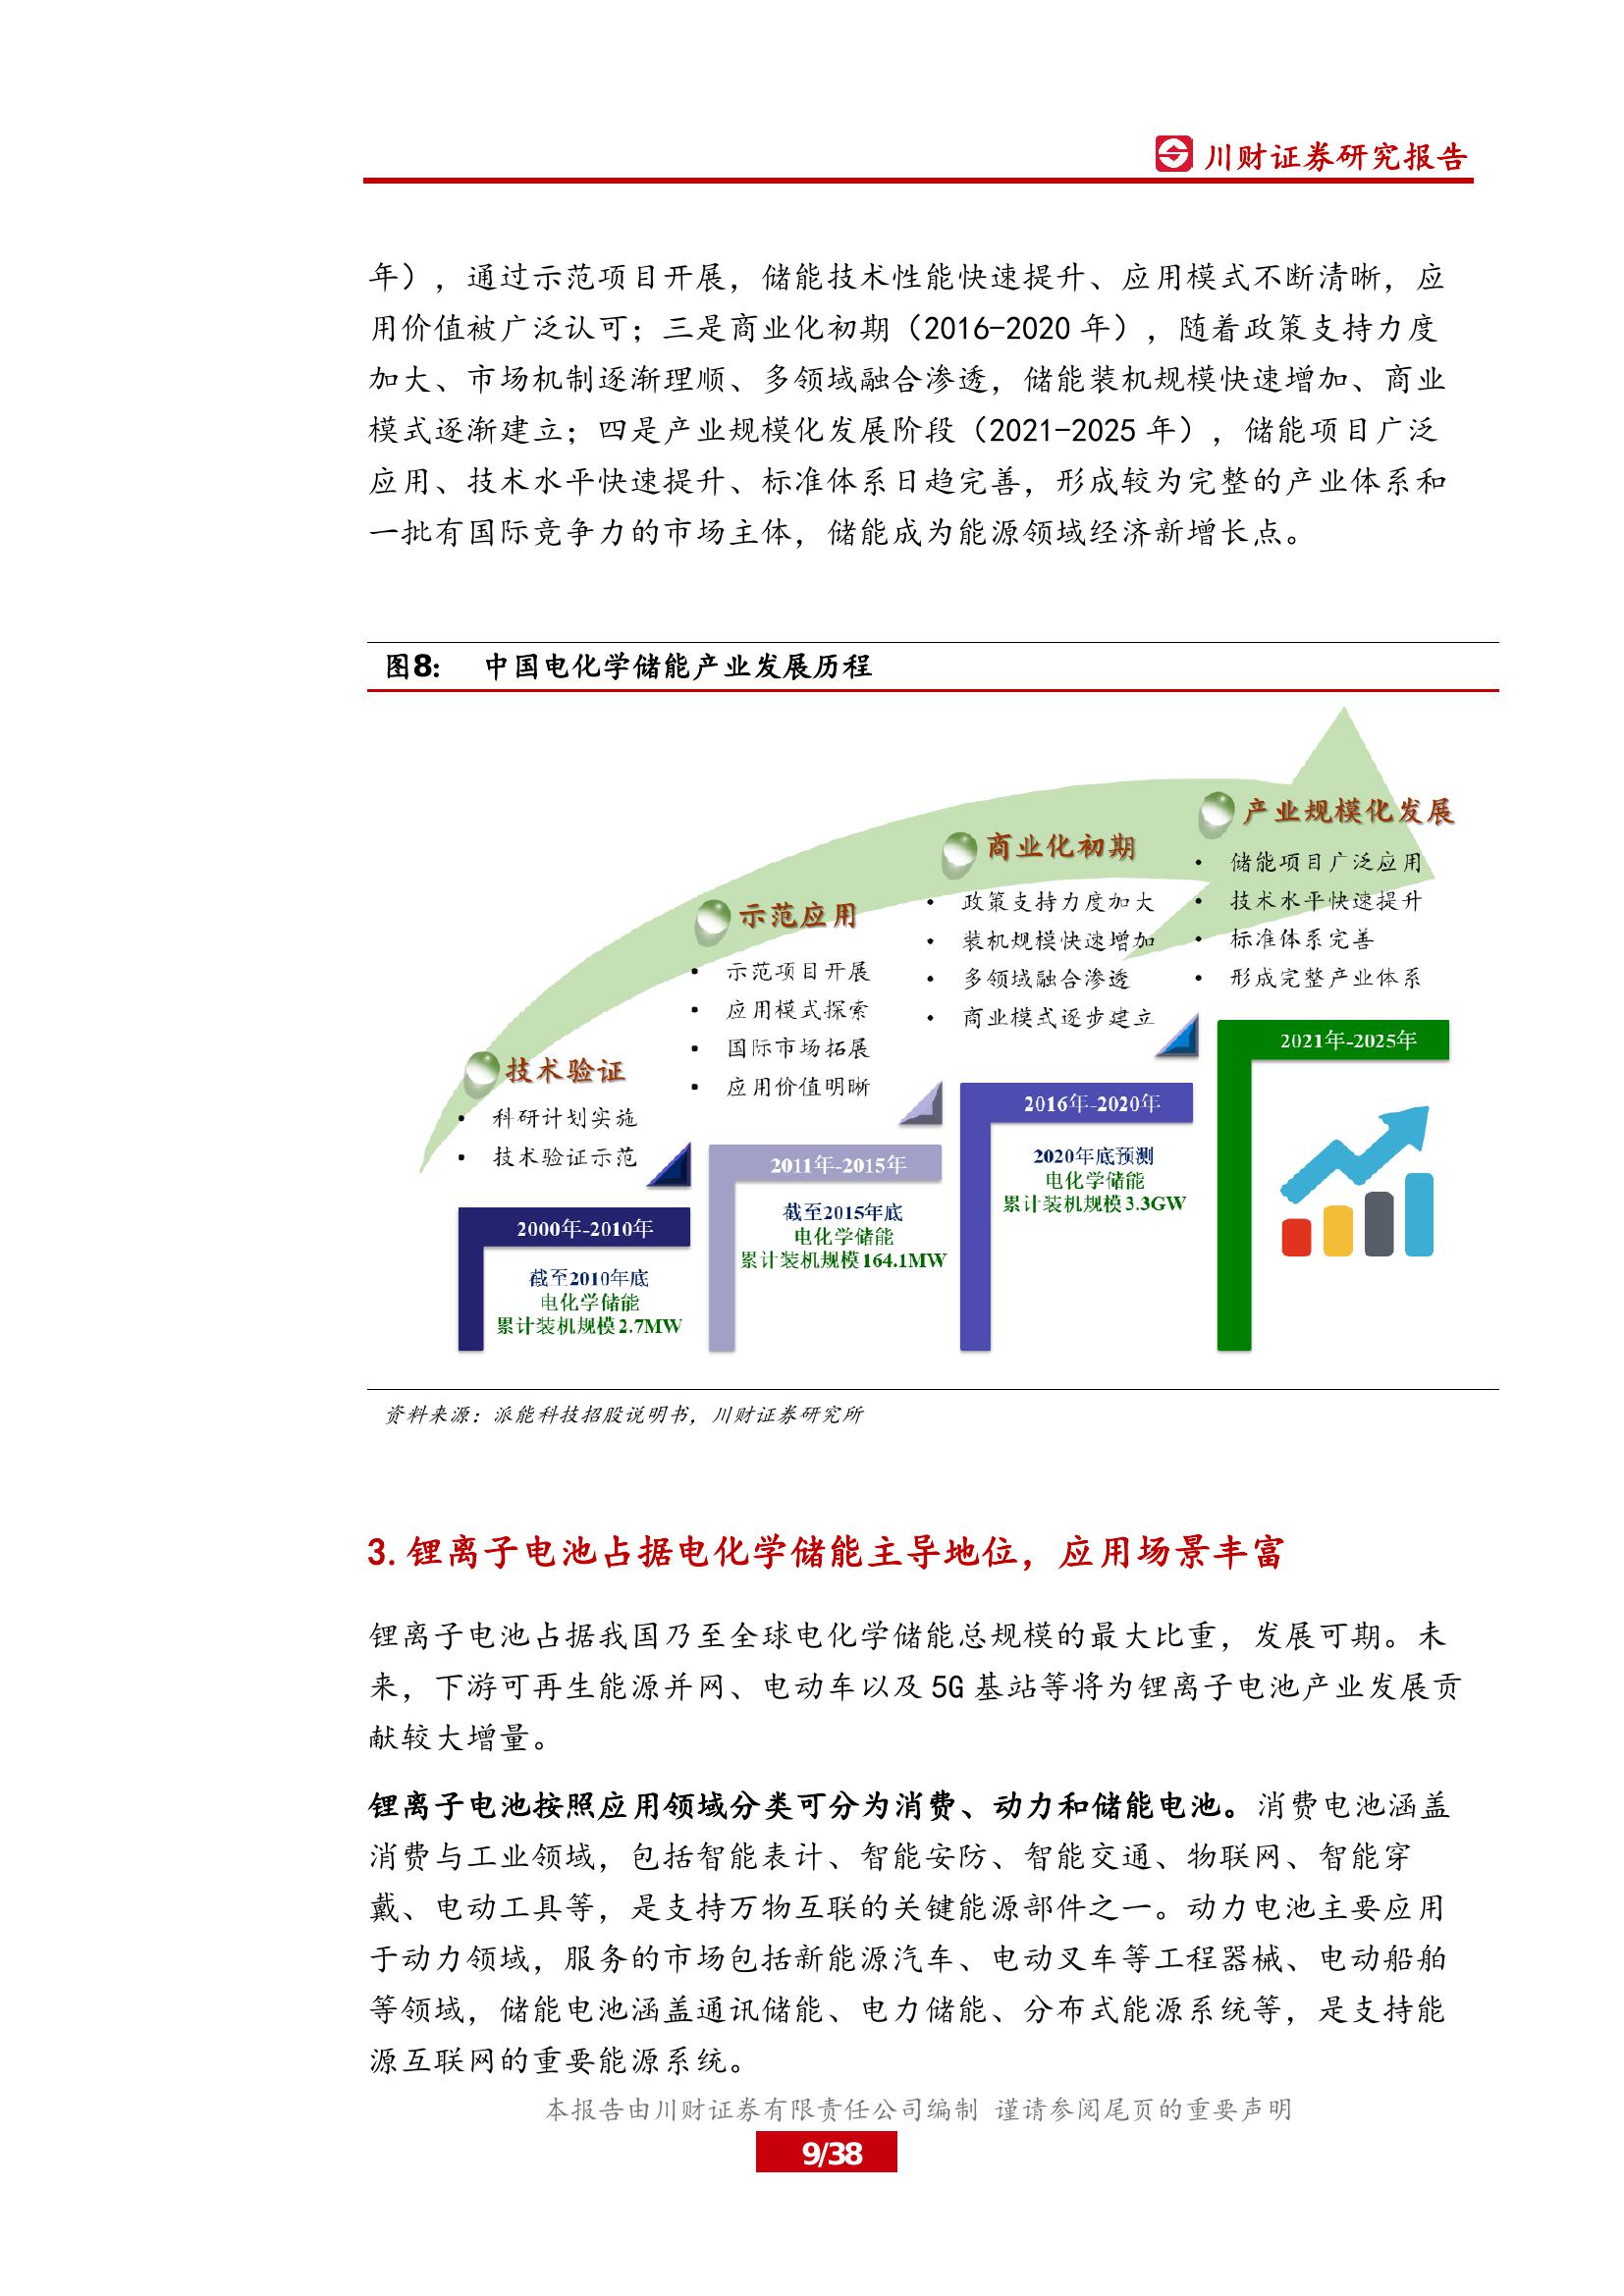 川财证券研究报告
年），通过示范项目开展，储能技术性能快速提升、应用模式不断清晰，应
用价值被广泛认可；三是商业化初期（2016-2020 年），随着政策支持力度
加大、市场机制逐渐理顺、多领域融合渗透，储能装机规模快速增加、商业
模式逐渐建立；四是产业规模化发展阶段（2021-2025 年），储能项目广泛
应用、技术水平快速提升、标准体系日趋完善，形成较为完整的产业体系和
一批有国际竞争力的市场主体，储能成为能源领域经济新增长点。
图8： 中国电化学储能产业发展历程
技术验证
• 科研计划实施
• 技术验证示范
2000年-2010年
截至2010年底
电化学储能
累计装机规模2.7MW
示范应用
• 示范项目开展
• 应用模式探索
• 国际市场拓展
• 应用价值明晰
2011年-2015年
截至2015年底
电化学储能
累计装机规模164.1MW
商业化初期
• 政策支持力度加大
• 装机规模快速增加
• 多领域融合渗透
• 商业模式逐步建立
2016年-2020年
2020年底预测
电化学储能
累计装机规模3.3GW
产业规模化发展
• 储能项目广泛应用
• 技术水平快速提升
• 标准体系完善
• 形成完整产业体系
2021年-2025年
资料来源：派能科技招股说明书，川财证券研究所
3.锂离子电池占据电化学储能主导地位，应用场景丰富
锂离子电池占据我国乃至全球电化学储能总规模的最大比重，发展可期。未
来，下游可再生能源并网、电动车以及 5G 基站等将为锂离子电池产业发展贡
献较大增量。
锂离子电池按照应用领域分类可分为消费、动力和储能电池。消费电池涵盖
消费与工业领域，包括智能表计、智能安防、智能交通、物联网、智能穿
戴、电动工具等，是支持万物互联的关键能源部件之一。动力电池主要应用
于动力领域，服务的市场包括新能源汽车、电动叉车等工程器械、电动船舶
等领域，储能电池涵盖通讯储能、电力储能、分布式能源系统等，是支持能
源互联网的重要能源系统。
本报告由川财证券有限责任公司编制 谨请参阅尾页的重要声明
9/38